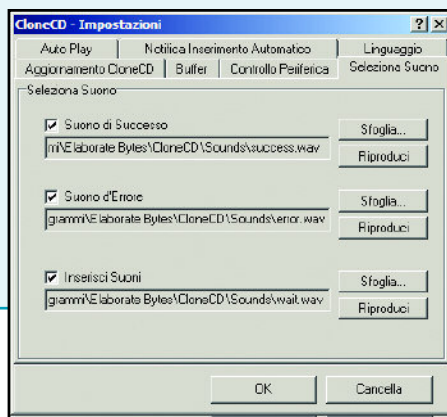 CloneCD - Impostazioni
Auto Play Notifica Inserimento Automatico Linguaggio
Aggiornamento CloneCD Buffer Controllo Periferica Seleziona Suono
Seleziona Suono
Suono di Successo
Sfoglia...
mi\Elaborate Bytes\CloneCD\Sounds\success.wav
Riproduci
Suono d'Errore
Sfoglia...
grammi\Elaborate Bytes\CloneCD\Sounds\error.wav
Riproduci
Inserisci Suoni
Sfoglia...
grammi\Elaborate Bytes\CloneCD\Sounds\wait.wav
Riproduci
OK Cancella